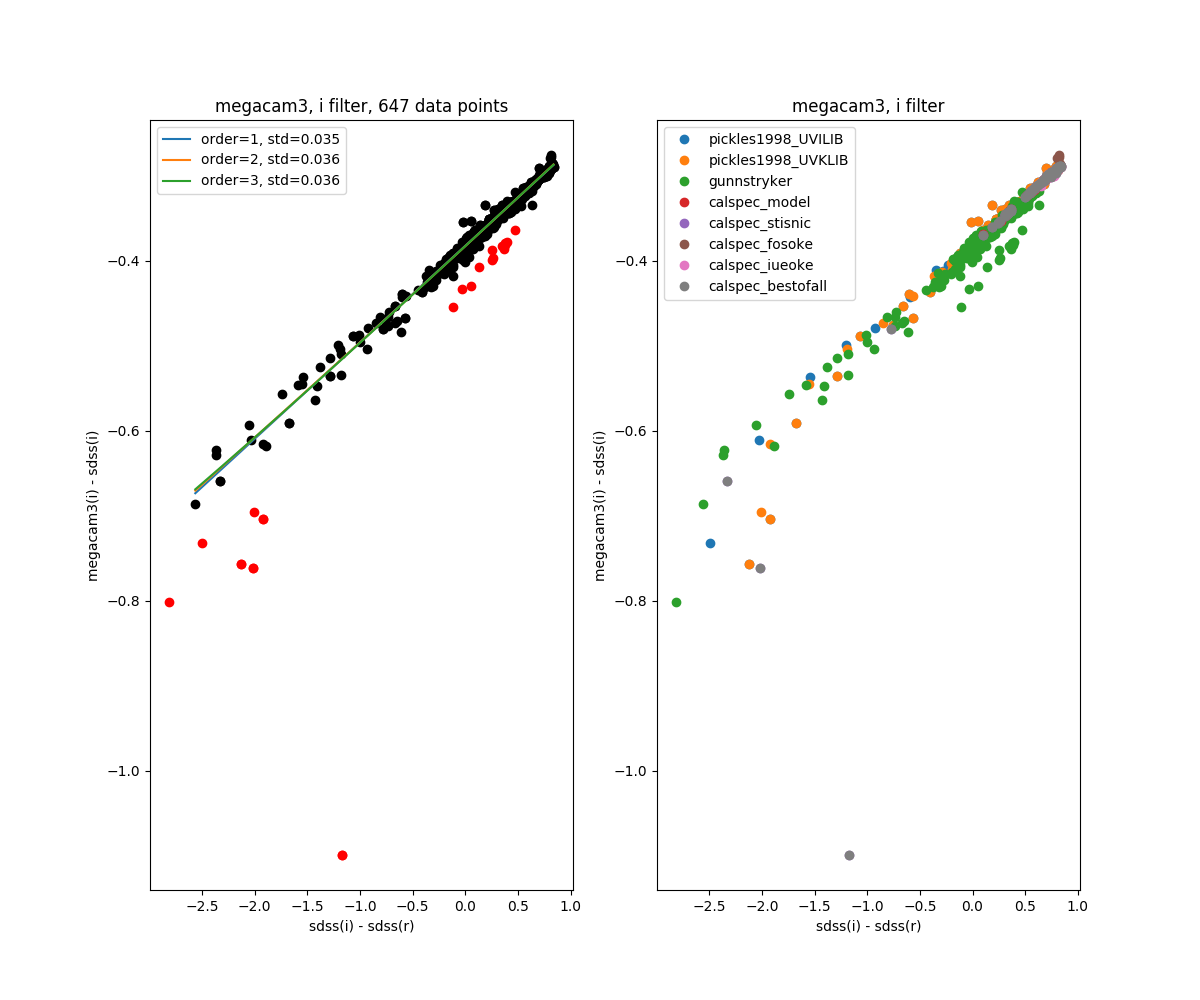 megacam3, i filter, 647 data points
order=1, std=0.035
order=2, std=0.036
order=3, std=0.036
−0.4
−0.6
−0.8
−1.0
megacam3(i) - sdss(i)
−2.5 −2.0 −1.5 −1.0 −0.5 0.0 0.5 1.0
sdss(i) - sdss(r)
megacam3, i filter
pickles1998_UVILIB
pickles1998_UVKLIB
gunnstryker
calspec_model
calspec_stisnic
calspec_fosoke
calspec_iueoke
calspec_bestofall
−0.4
−0.6
−0.8
−1.0
megacam3(i) - sdss(i)
−2.5 −2.0 −1.5 −1.0 −0.5 0.0 0.5 1.0
sdss(i) - sdss(r)